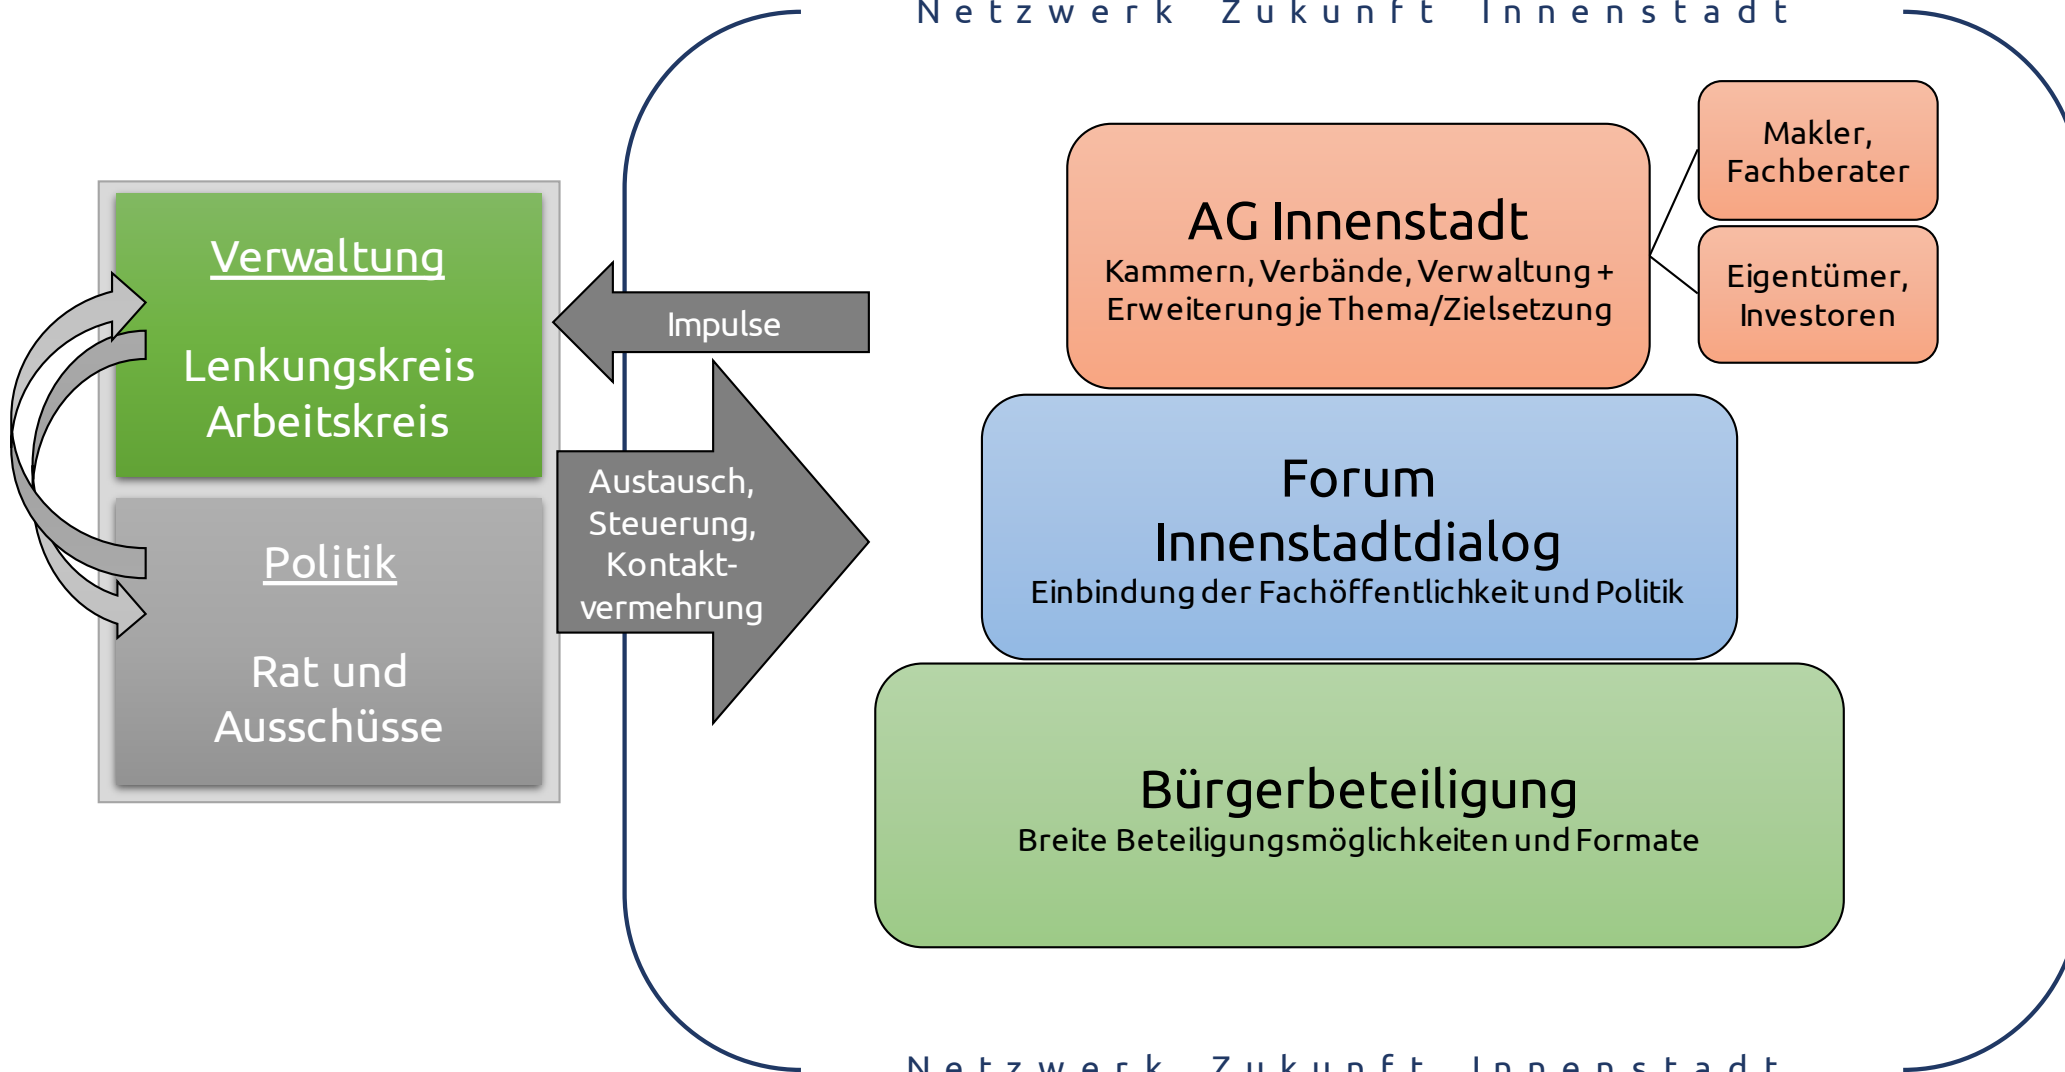 Netzwerk Zukunft Innenstadt
Verwaltung
Lenkungskreis
Arbeitskreis
Politik
Rat und
Ausschüsse
Impulse
Austausch,
Steuerung,
Kontakt-
vermehrung
AG Innenstadt
Kammern, Verbände, Verwaltung +
Erweiterung je Thema/Zielsetzung
Makler,
Fachberater
Eigentümer,
Investoren
Forum
Innenstadtdialog
Einbindung der Fachöffentlichkeit und Politik
Bürgerbeteiligung
Breite Beteiligungsmöglichkeiten und Formate
Netzwerk Zukunft Innenstadt